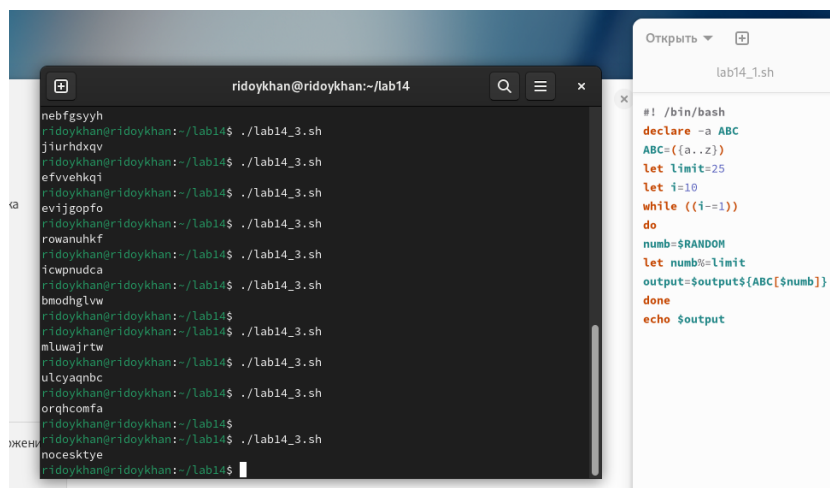 Открыть
lab14_1.sh
ridoykhan@ridoykhan:~/lab14
nebfgsyyh
ridoykhan@ridoykhan:~/lab14$ ./lab14_3.sh
jiurhdxqv
ridoykhan@ridoykhan:~/lab14$ ./lab14_3.sh
efvvehkqi
ridoykhan@ridoykhan:~/lab14$ ./lab14_3.sh
evijgopfo
ridoykhan@ridoykhan:~/lab14$ ./lab14_3.sh
rowanuhkf
ridoykhan@ridoykhan:~/lab14$ ./lab14_3.sh
icwpnudca
ridoykhan@ridoykhan:~/lab14$ ./lab14_3.sh
bmodhglvw
ridoykhan@ridoykhan:~/lab14$
ridoykhan@ridoykhan:~/lab14$ ./lab14_3.sh
mluwajrtw
ridoykhan@ridoykhan:~/lab14$ ./lab14_3.sh
ulcyaqnbc
ridoykhan@ridoykhan:~/lab14$ ./lab14_3.sh
orqhcomfa
ridoykhan@ridoykhan:~/lab14$
ridoykhan@ridoykhan:~/lab14$ ./lab14_3.sh
nocesktye
ridoykhan@ridoykhan:~/lab14$
#! /bin/bash
declare -a ABC
ABC=({a..z})
let limit=25
let i=10
while ((i-=1))
do
numb=$RANDOM
let numb%=limit
output=$output${ABC[$numb]}
done
echo $output